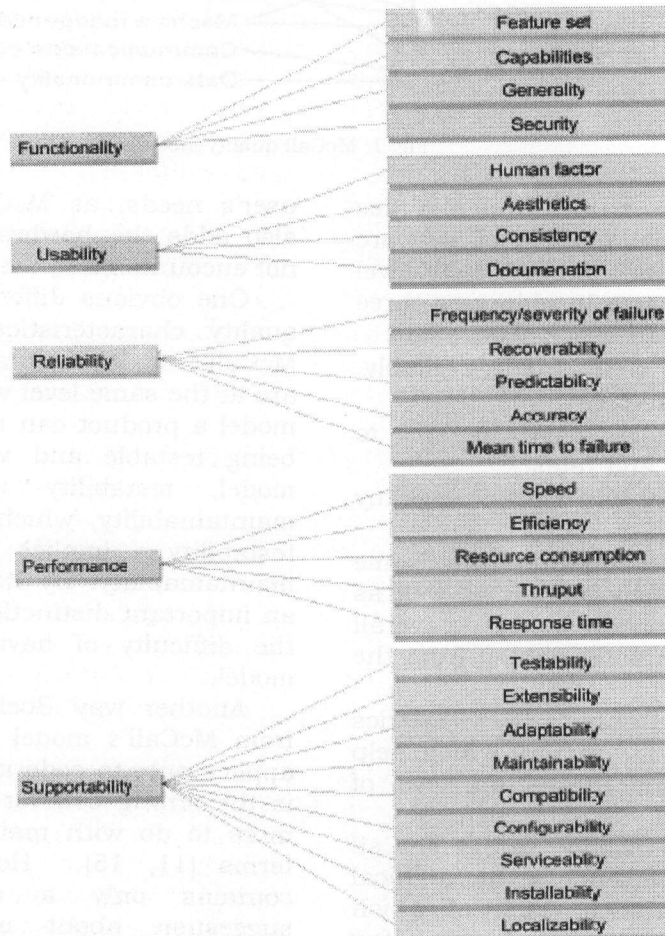 Feature set
Capabilities
Generality
Security
Functionality
Human factor
Aesthetics
Consistency
Documenation
Usability
Frequency/severity of failure
Recoverability
Predictability
Accuracy
Mean time to failure
Reliability
Speed
Efficiency
Resource consumption
Thruput
Response time
Performance
Testability
Extensibility
Adaptability
Maintainability
Compatibility
Configurability
Serviceablity
Installability
Localizability
Supportability